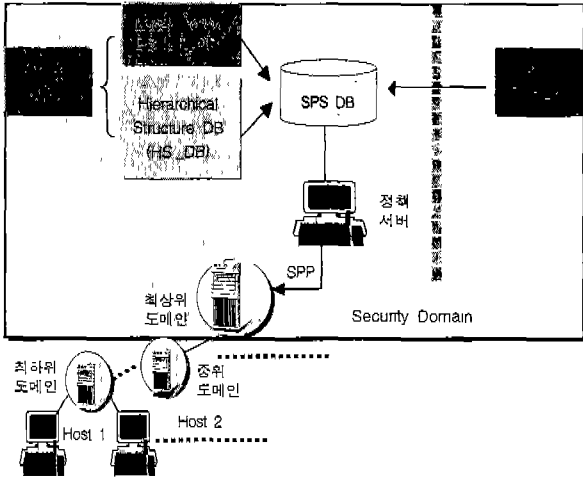 Hierarchical
Structure DB
(HS_DB)
SPS DB
정책
서버
SPP
최상위
도메인
Security Domain
최하위
도메인
중위
도메인
Host 1
Host 2